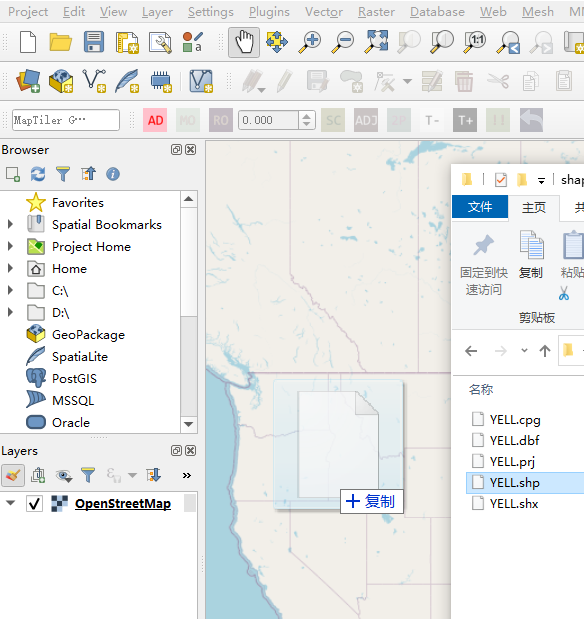 Project Edit View Layer Settings Plugins Vector Raster Database Web Mesh
MapTiler G…
AD MO RO 0.000 SC ADJ T- T+
Browser
Favorites
Spatial Bookmarks
Project Home
Home
C:\
D:\
GeoPackage
SpatiaLite
PostGIS
MSSQL
Oracle
Layers
OpenStreetMap
shap
文件 主页 共
固定到快
速访问
复制
粘贴
剪贴板
名称
YELL.cpg
YELL.dbf
YELL.prj
YELL.shp
YELL.shx
复制